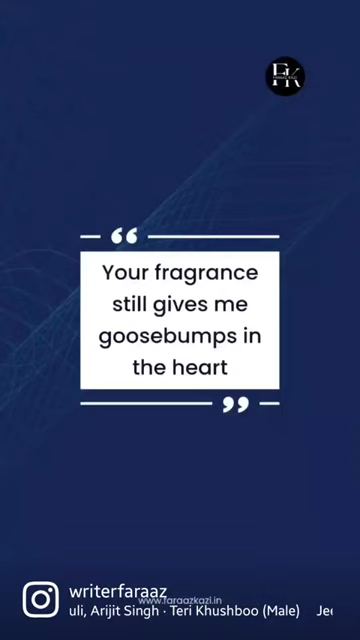 FK
“
Your fragrance
still gives me
goosebumps in
the heart
”
writerfaraaz
www.faraazkazi.in
uli, Arijit Singh · Teri Khushboo (Male) Jee